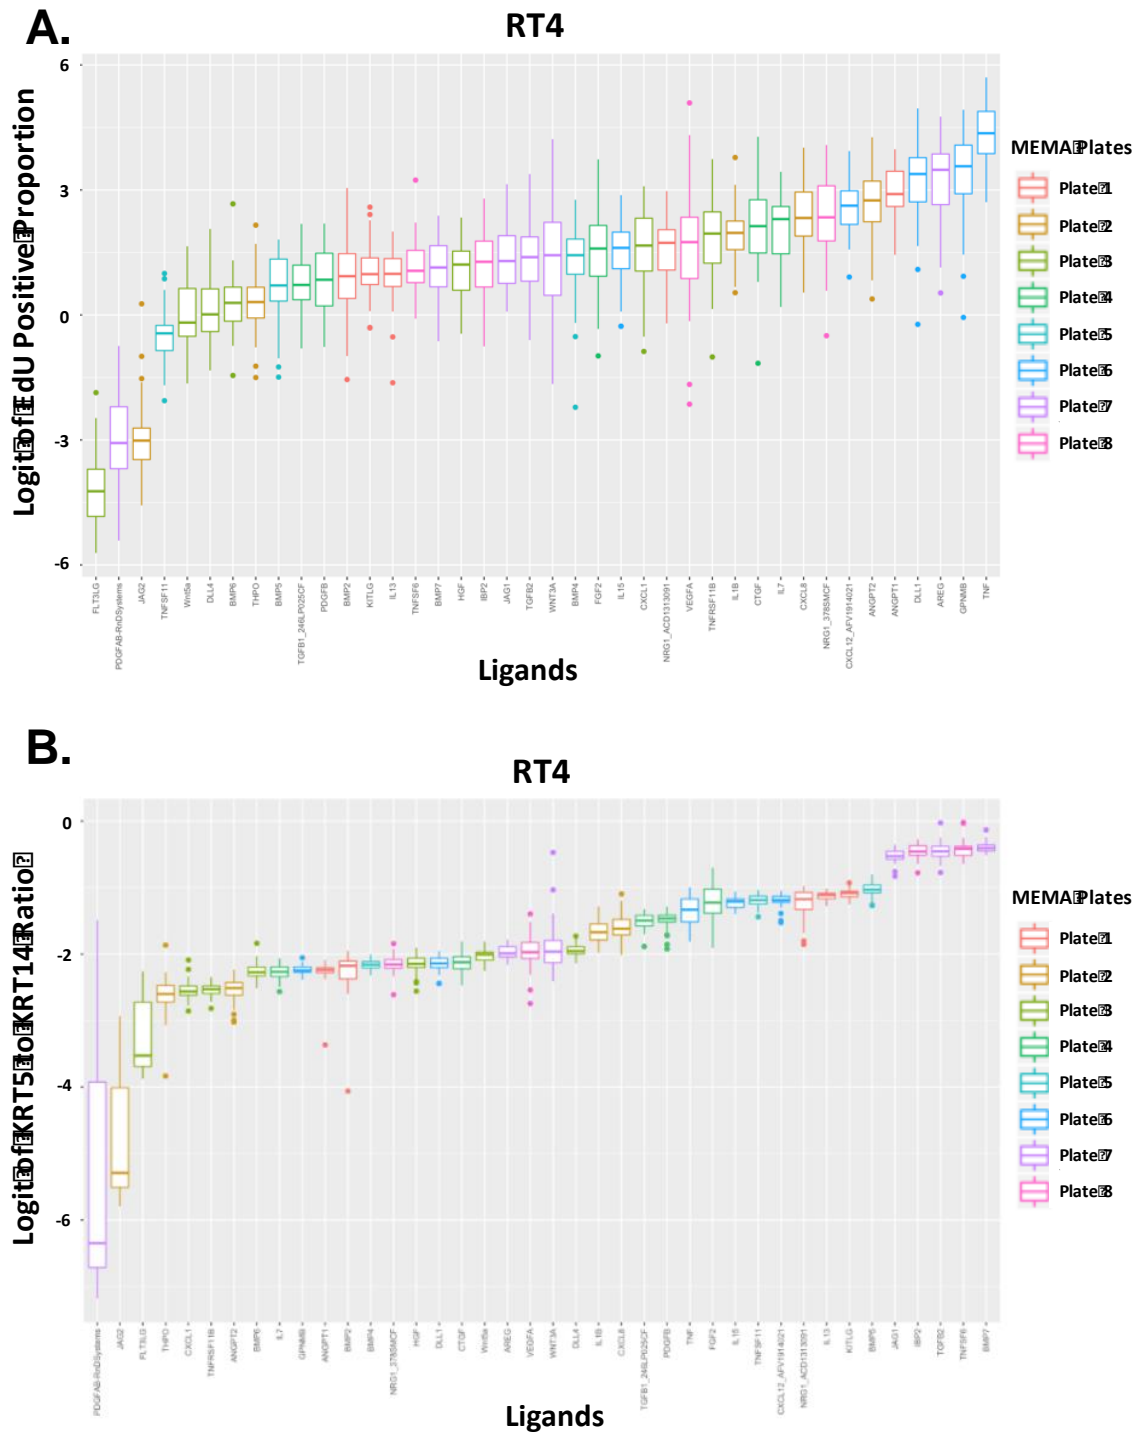 A.
RT4
6
3
0
-3
-6
Logit of EdU Positive Proportion
FLT3LG
PDGFAB-RnDSystems
JAG2
TNFSF11
Wnt5a
DLL4
BMP6
THPO
BMP5
TGFB1_246LP025CF
PDGFB
BMP2
KITLG
IL13
TNFSF6
BMP7
HGF
IBP2
JAG1
TGFB2
WNT3A
BMP4
FGF2
IL15
CXCL1
NRG1_ACD1313091
VEGFA
TNFRSF11B
IL1B
CTGF
IL7
CXCL8
NRG1_378SMCF
CXCL12_AFV1914021
ANGPT2
ANGPT1
DLL1
AREG
GPNMB
TNF
Ligands
MEMA Plates
Plate 1
Plate 2
Plate 3
Plate 4
Plate 5
Plate 6
Plate 7
Plate 8
B.
RT4
0
-2
-4
-6
Logit of KRT5 to KRT14 Ratio
PDGFAB-RnDSystems
JAG2
FLT3LG
THPO
CXCL1
TNFRSF11B
ANGPT2
BMP6
IL7
GPNMB
ANGPT1
BMP2
BMP4
NRG1_378SMCF
HGF
DLL1
CTGF
Wnt5a
AREG
VEGFA
WNT3A
DLL4
IL1B
CXCL8
TGFB1_246LP025CF
PDGFB
TNF
FGF2
IL15
TNFSF11
CXCL12_AFV1914021
NRG1_ACD1313091
IL13
KITLG
BMP5
JAG1
IBP2
TGFB2
TNFSF6
BMP7
Ligands
MEMA Plates
Plate 1
Plate 2
Plate 3
Plate 4
Plate 5
Plate 6
Plate 7
Plate 8